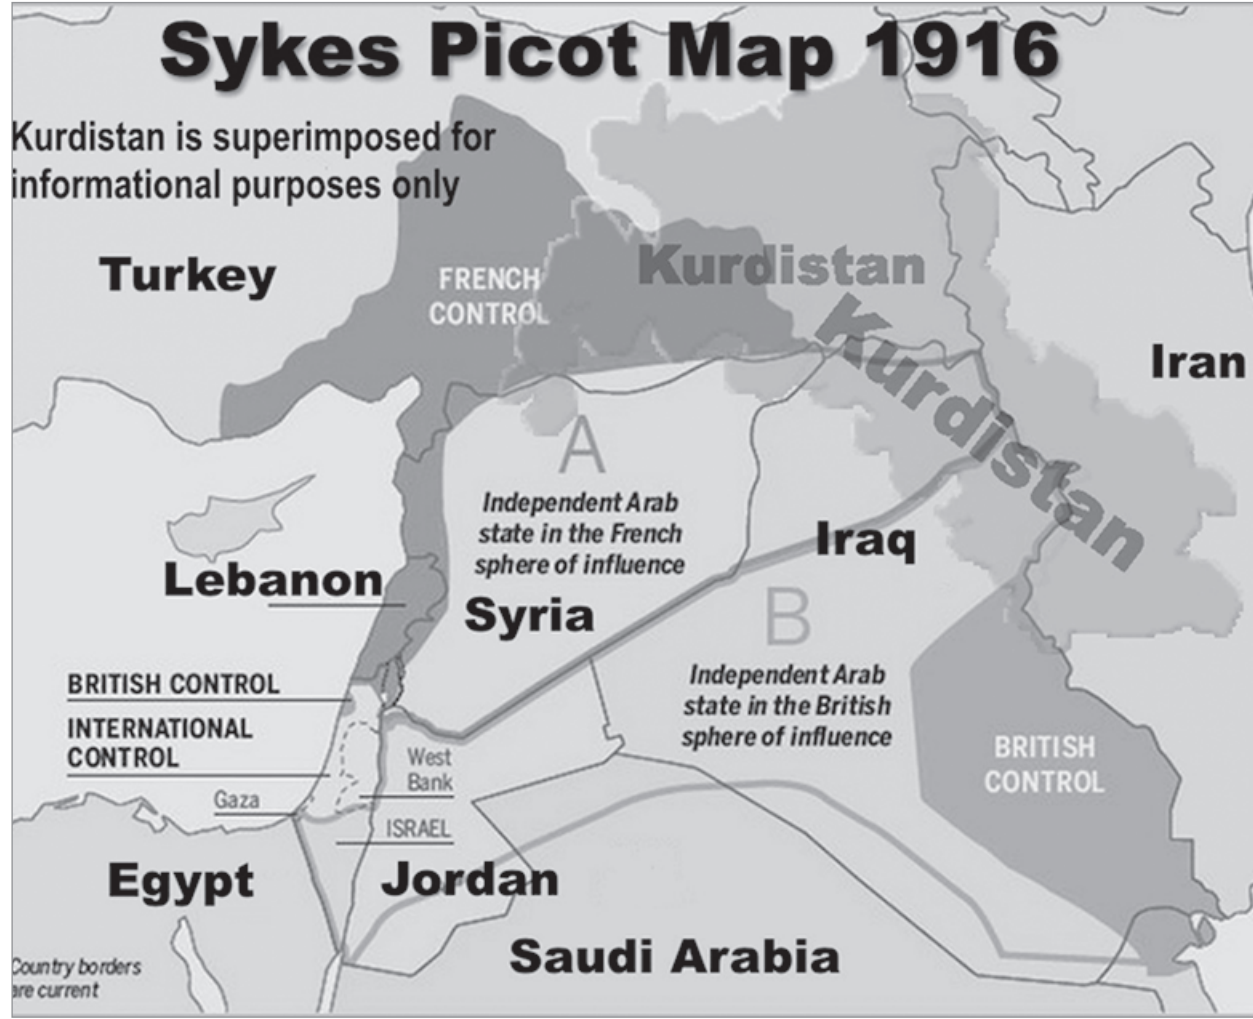 Sykes Picot Map 1916
Kurdistan is superimposed for
informational purposes only
Turkey
FRENCH
CONTROL
Kurdistan
Kurdistan
Iran
A
Independent Arab
state in the French
sphere of influence
Iraq
Lebanon
Syria
B
Independent Arab
state in the British
sphere of influence
BRITISH CONTROL
INTERNATIONAL
CONTROL
West
Bank
BRITISH
CONTROL
Gaza
ISRAEL
Egypt
Jordan
Saudi Arabia
Country borders
are current